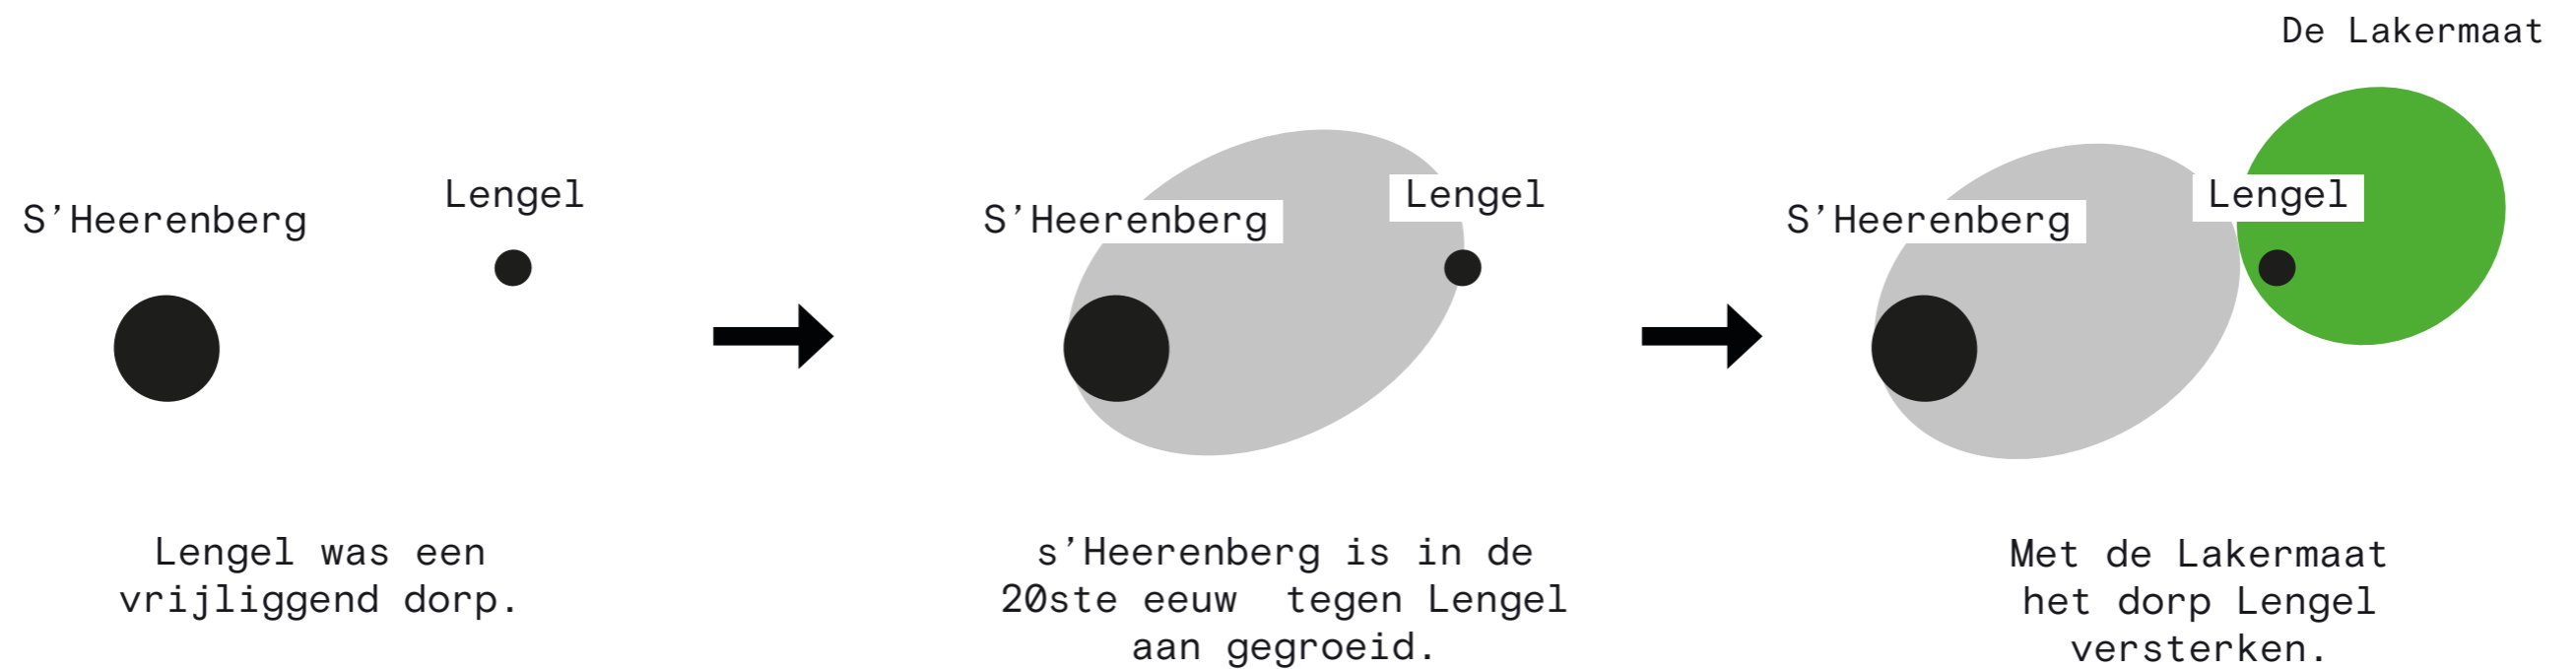 De Lakermaat
S’Heerenberg
Lengel
Lengel was een
vrijliggend dorp.
S’Heerenberg
Lengel
s’Heerenberg is in de
20ste eeuw  tegen Lengel
aan gegroeid.
S’Heerenberg
Lengel
Met de Lakermaat
het dorp Lengel
versterken.